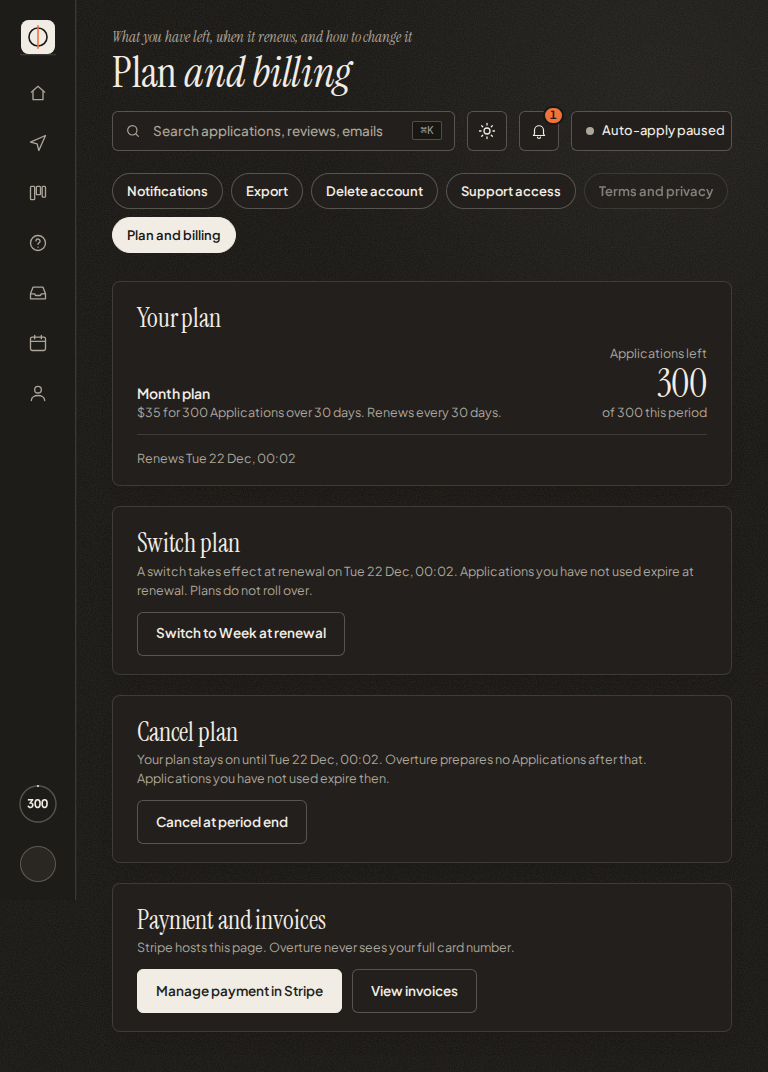 What you have left, when it renews, and how to change it
Plan and billing
Search applications, reviews, emails
⌘K
1
Auto-apply paused
Notifications
Export
Delete account
Support access
Terms and privacy
Plan and billing
Your plan
Applications left
300
Month plan
$35 for 300 Applications over 30 days. Renews every 30 days.
of 300 this period
Renews Tue 22 Dec, 00:02
Switch plan
A switch takes effect at renewal on Tue 22 Dec, 00:02. Applications you have not used expire at
renewal. Plans do not roll over.
Switch to Week at renewal
Cancel plan
Your plan stays on until Tue 22 Dec, 00:02. Overture prepares no Applications after that.
Applications you have not used expire then.
Cancel at period end
300
Payment and invoices
Stripe hosts this page. Overture never sees your full card number.
Manage payment in Stripe
View invoices